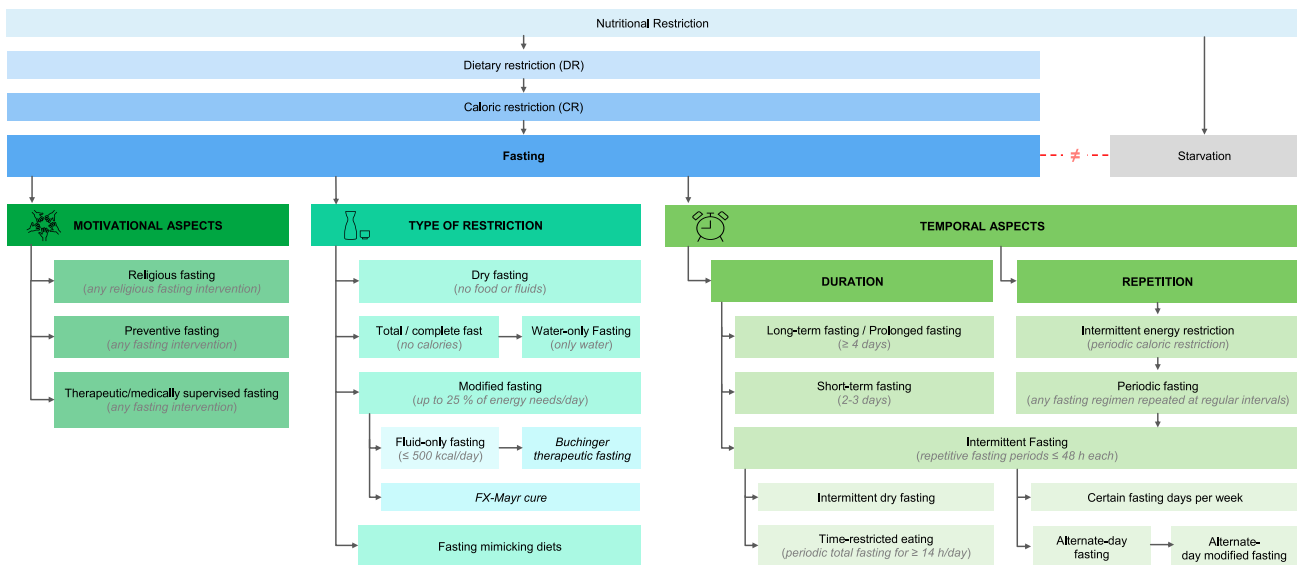 Nutritional Restriction
Dietary restriction (DR)
Caloric restriction (CR)
Fasting
≠
Starvation
MOTIVATIONAL ASPECTS
Religious fasting
(any religious fasting intervention)
Preventive fasting
(any fasting intervention)
Therapeutic/medically supervised fasting
(any fasting intervention)
TYPE OF RESTRICTION
Dry fasting
(no food or fluids)
Total / complete fast
(no calories)
Water-only Fasting
(only water)
Modified fasting
(up to 25 % of energy needs/day)
Fluid-only fasting
(≤ 500 kcal/day)
Buchinger
therapeutic fasting
FX-Mayr cure
Fasting mimicking diets
TEMPORAL ASPECTS
DURATION
Long-term fasting / Prolonged fasting
(≥ 4 days)
Short-term fasting
(2-3 days)
REPETITION
Intermittent energy restriction
(periodic caloric restriction)
Periodic fasting
(any fasting regimen repeated at regular intervals)
Intermittent Fasting
(repetitive fasting periods ≤ 48 h each)
Intermittent dry fasting
Time-restricted eating
(periodic total fasting for ≥ 14 h/day)
Certain fasting days per week
Alternate-day
fasting
Alternate-
day modified fasting